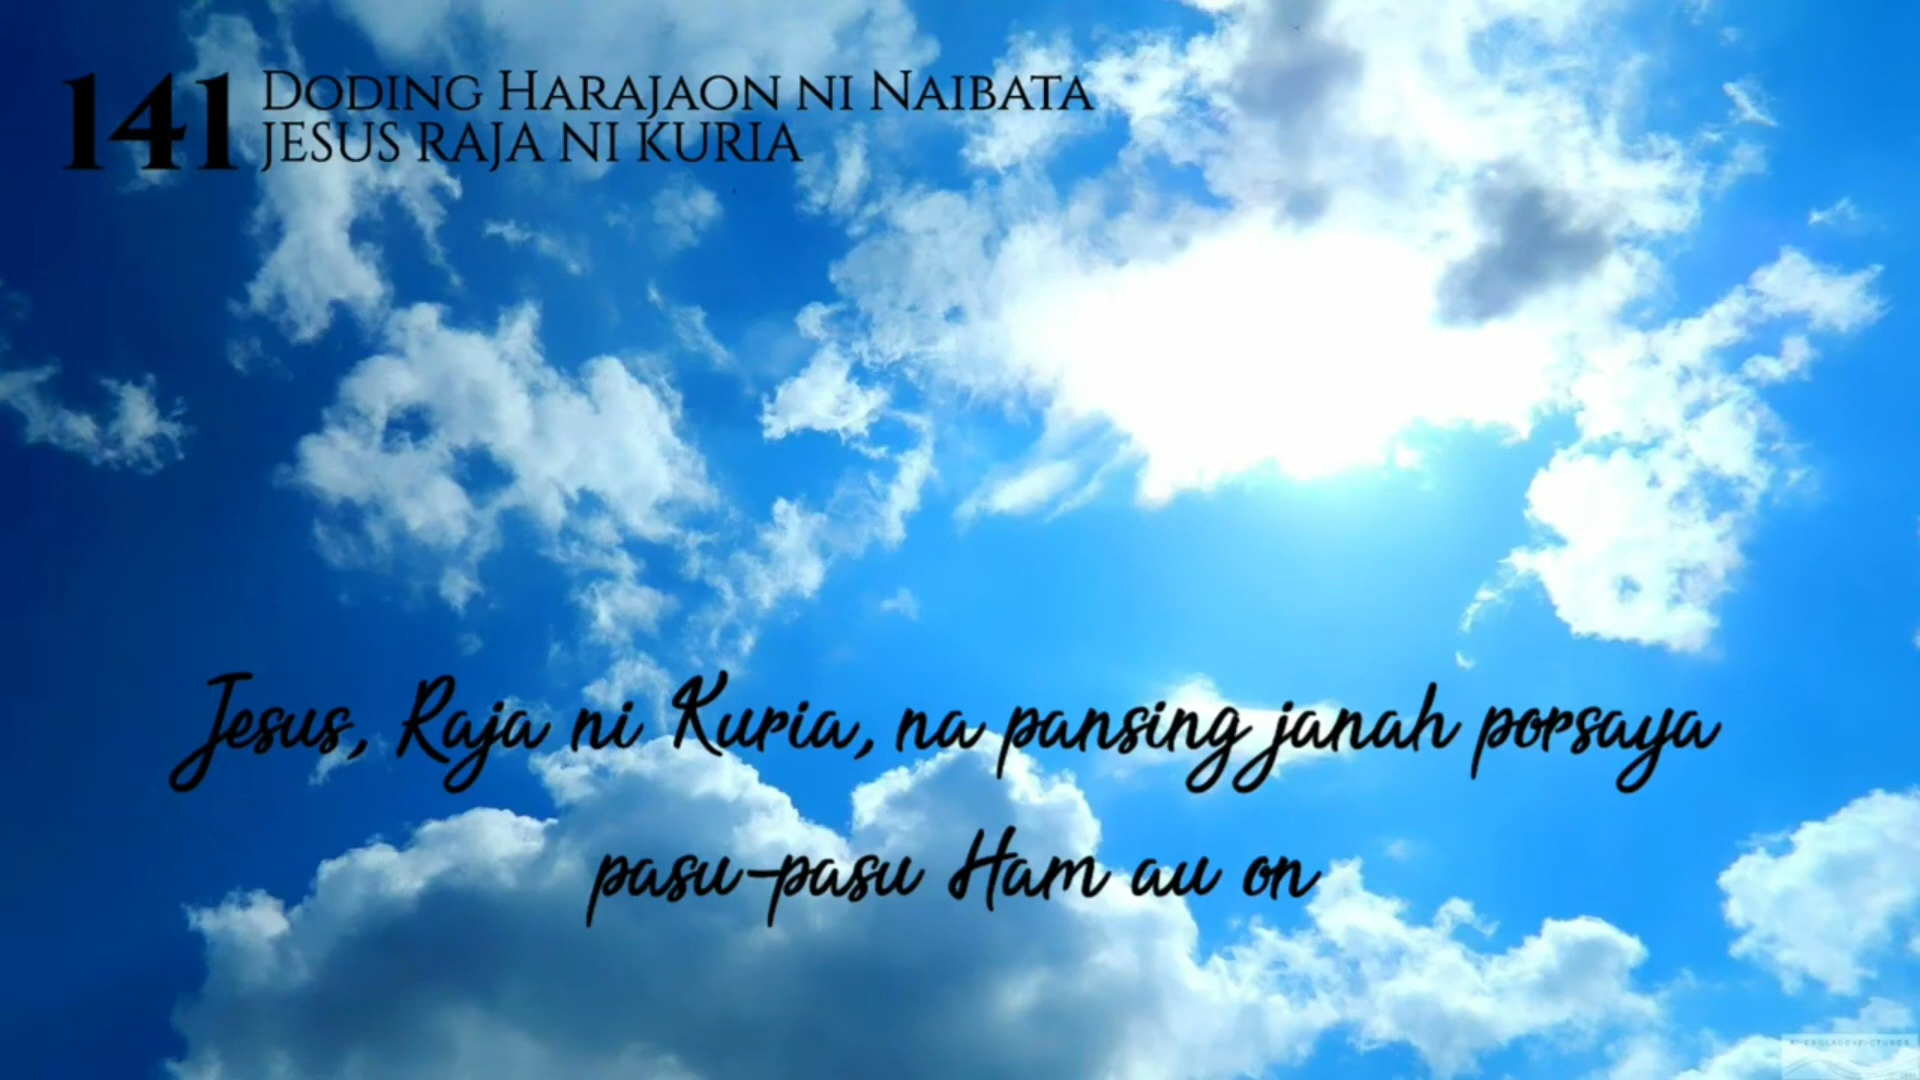 141
DODING HARAJAON NI NAIBATA
JESUS RAJA NI KURIA
Jesus, Raja ni Kuria, na pansing janah porsaya
pasu-pasu Ham au on